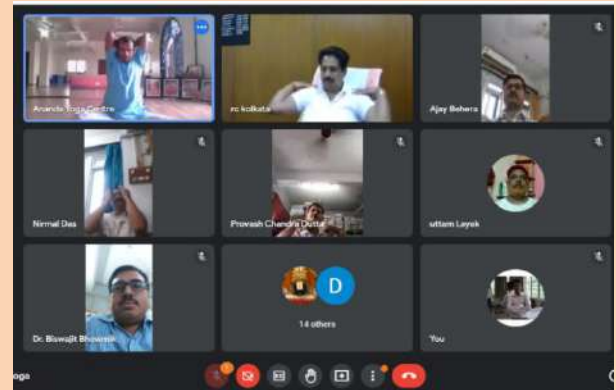 Ananda Yoga Centre
rc kolkata
Ajay Behera
Nirmal Das
Provash Chandra Dutta
uttam Layek
Dr. Biswajit Bhowmik
D
14 others
You
oga